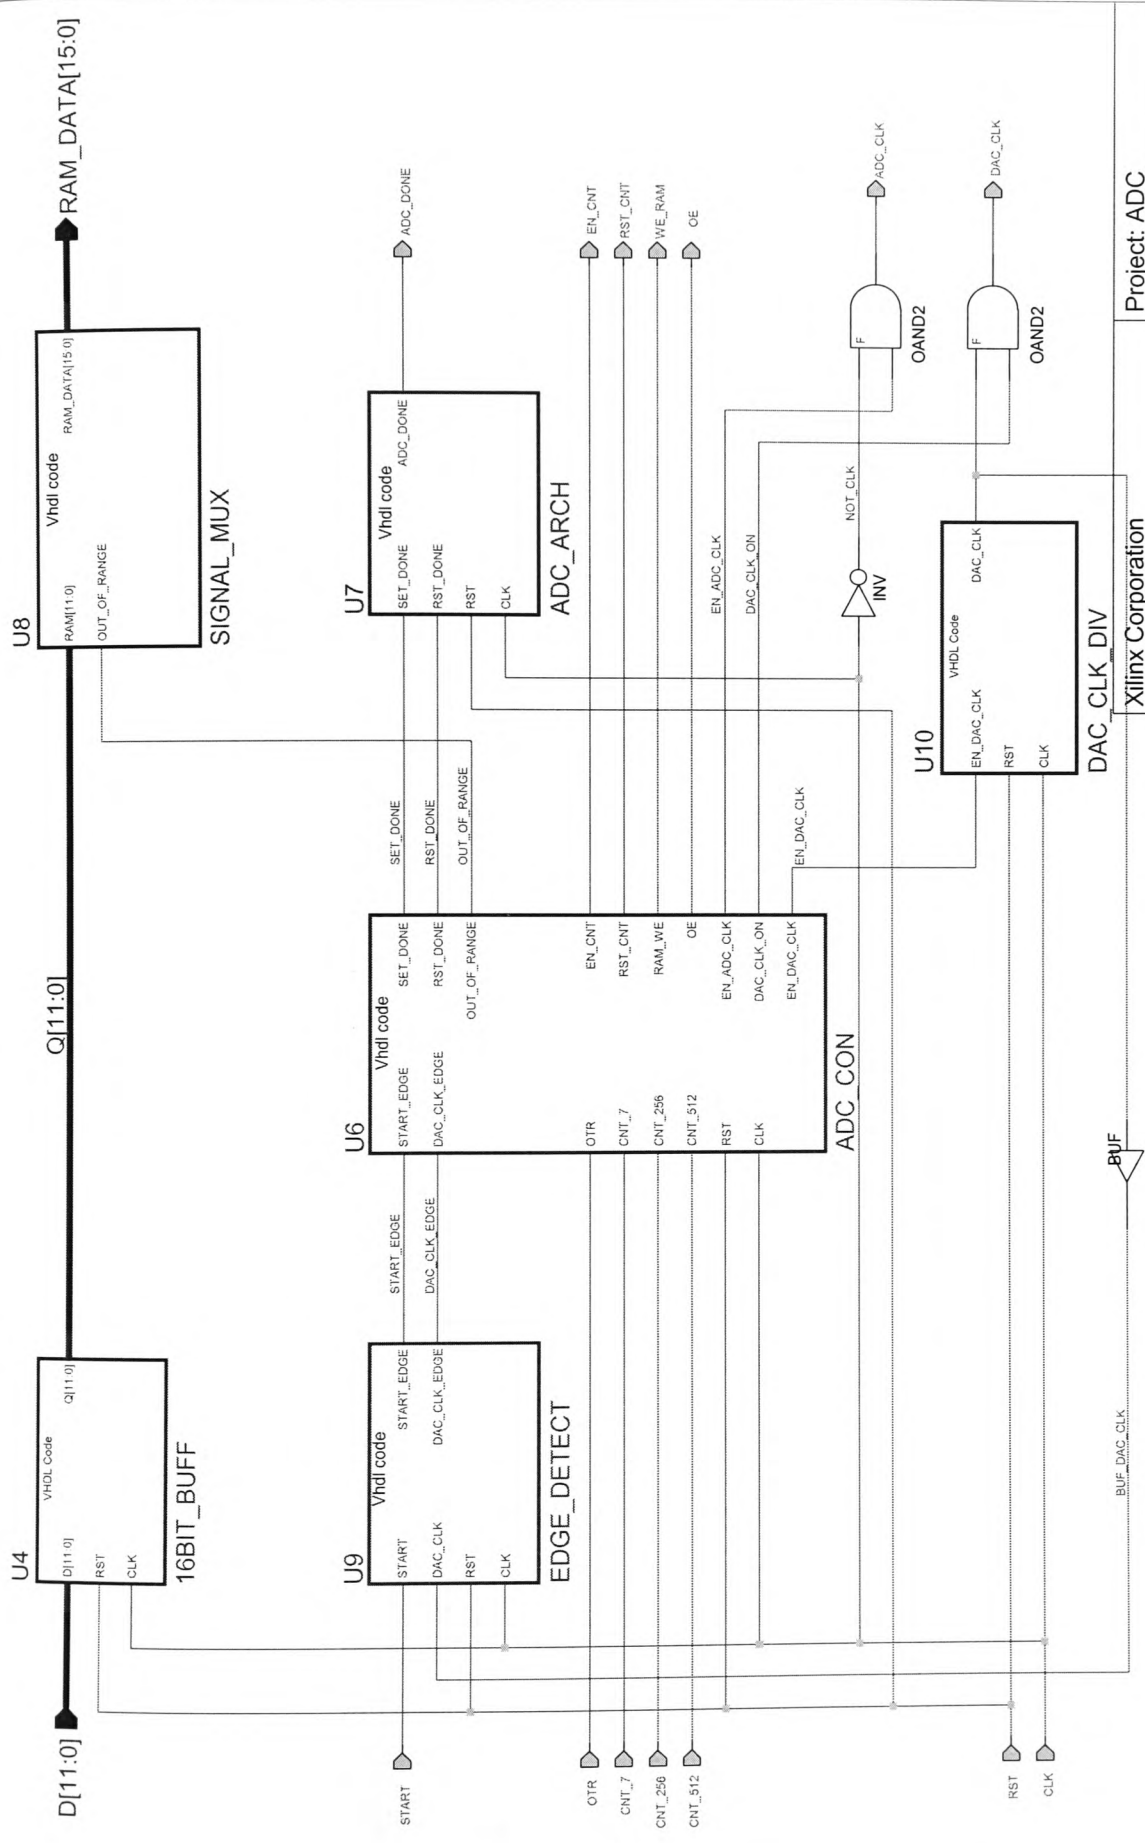 D[11:0]
U4
VHDL Code
D[11:0]
Q[11:0]
RST
CLK
16BIT_BUFF
Q[11:0]
U8
Vhdl code
RAM[11:0]
RAM_DATA[15:0]
OUT_OF_RANGE
SIGNAL_MUX
RAM_DATA[15:0]
START
U9
Vhdl code
START
START_EDGE
DAC_CLK
DAC_CLK_EDGE
RST
CLK
EDGE_DETECT
START_EDGE
DAC_CLK_EDGE
U6
Vhdl code
START_EDGE
SET_DONE
DAC_CLK_EDGE
RST_DONE
OUT_OF_RANGE
OTR
EN_CNT
CNT_7
RST_CNT
CNT_256
RAM_WE
CNT_512
OE
RST
EN_ADC_CLK
CLK
DAC_CLK_ON
EN_DAC_CLK
ADC_CON
SET_DONE
RST_DONE
OUT_OF_RANGE
U7
Vhdl code
SET_DONE
ADC_DONE
RST_DONE
RST
CLK
ADC_ARCH
ADC_DONE
OTR
CNT_7
CNT_256
CNT_512
EN_CNT
RST_CNT
WE_RAM
OE
EN_ADC_CLK
DAC_CLK_ON
EN_DAC_CLK
INV
NOT_CLK
F
OAND2
ADC_CLK
U10
VHDL Code
EN_DAC_CLK
DAC_CLK
RST
CLK
DAC_CLK_DIV
F
OAND2
DAC_CLK
RST
CLK
BUF_DAC_CLK
BUF
Xilinx Corporation
Project: ADC